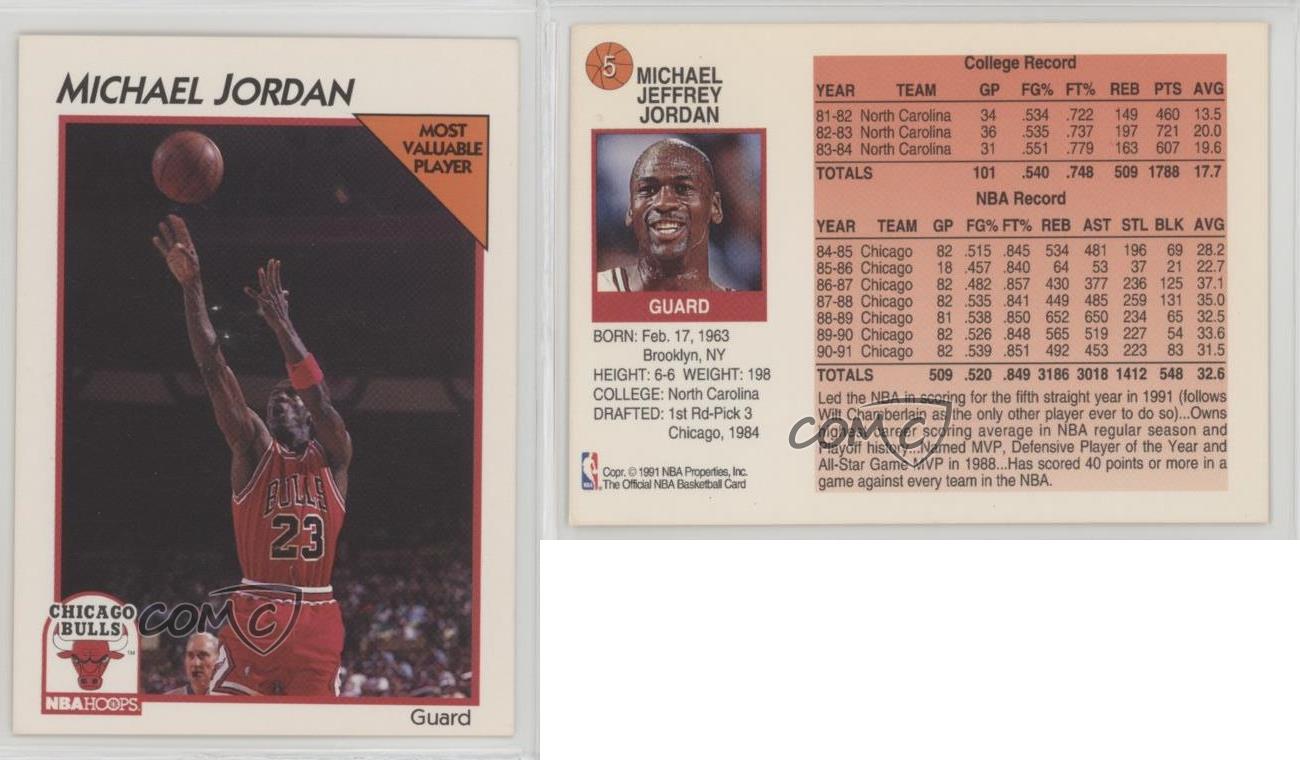 MICHAEL JORDAN
MOST
VALUABLE
PLAYER
BULLS
23
CHICAGO
BULLS
TM
NBA HOOPS
Guard
COMC
5
MICHAEL
JEFFREY
JORDAN
GUARD
BORN: Feb. 17, 1963
Brooklyn, NY
HEIGHT: 6-6 WEIGHT: 198
COLLEGE: North Carolina
DRAFTED: 1st Rd-Pick 3
Chicago, 1984
Copr. © 1991 NBA Properties, Inc.
The Official NBA Basketball Card
College Record
YEAR TEAM GP FG% FT% REB PTS AVG
81-82 North Carolina 34 .534 .722 149 460 13.5
82-83 North Carolina 36 .535 .737 197 721 20.0
83-84 North Carolina 31 .551 .779 163 607 19.6
TOTALS 101 .540 .748 509 1788 17.7
NBA Record
YEAR TEAM GP FG% FT% REB AST STL BLK AVG
84-85 Chicago 82 .515 .845 534 481 196 69 28.2
85-86 Chicago 18 .457 .840 64 53 37 21 22.7
86-87 Chicago 82 .482 .857 430 377 236 125 37.1
87-88 Chicago 82 .535 .841 449 485 259 131 35.0
88-89 Chicago 81 .538 .850 652 650 234 65 32.5
89-90 Chicago 82 .526 .848 565 519 227 54 33.6
90-91 Chicago 82 .539 .851 492 453 223 83 31.5
TOTALS 509 .520 .849 3186 3018 1412 548 32.6
Led the NBA in scoring for the fifth straight year in 1991 (follows
Wilt Chamberlain as the only other player ever to do so)...Owns
highest career scoring average in NBA regular season and
Playoff history...Named MVP, Defensive Player of the Year and
All-Star Game MVP in 1988...Has scored 40 points or more in a
game against every team in the NBA.
COMC